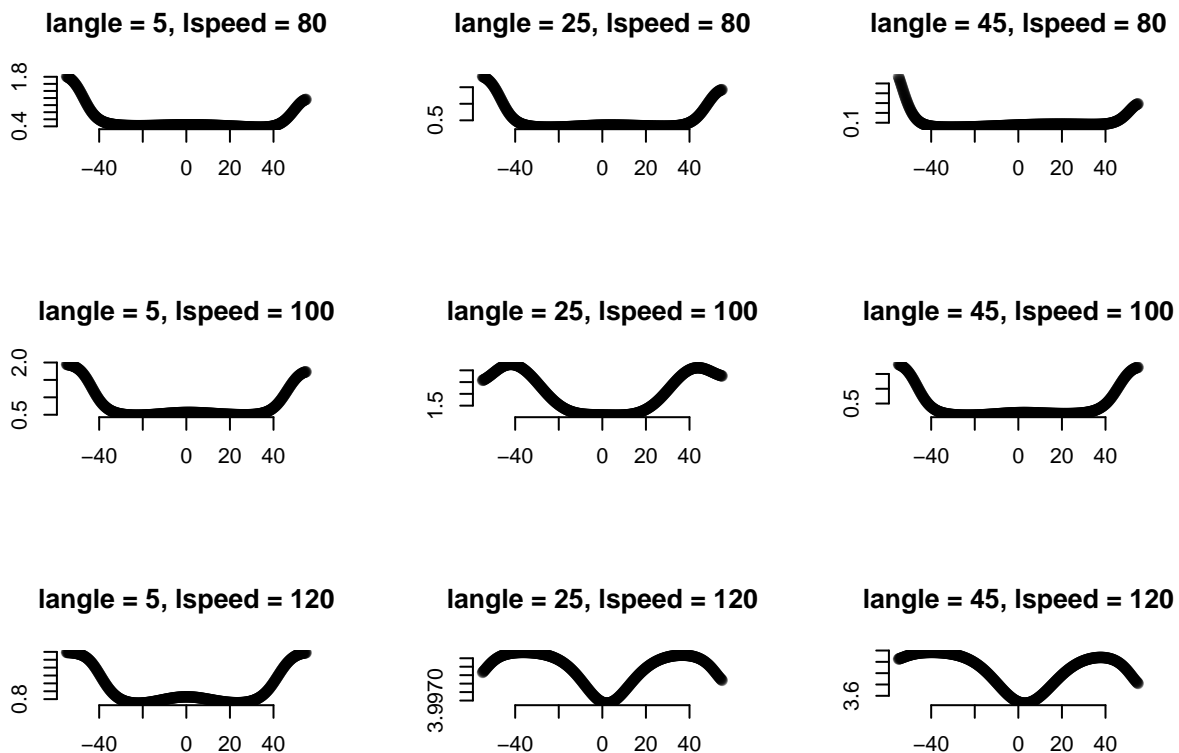 langle = 5, lspeed = 80
1.8
0.4
−40 0 20 40
langle = 25, lspeed = 80
0.5
−40 0 20 40
langle = 45, lspeed = 80
0.1
−40 0 20 40
langle = 5, lspeed = 100
2.0
0.5
−40 0 20 40
langle = 25, lspeed = 100
1.5
−40 0 20 40
langle = 45, lspeed = 100
0.5
−40 0 20 40
langle = 5, lspeed = 120
0.8
−40 0 20 40
langle = 25, lspeed = 120
3.9970
−40 0 20 40
langle = 45, lspeed = 120
3.6
−40 0 20 40